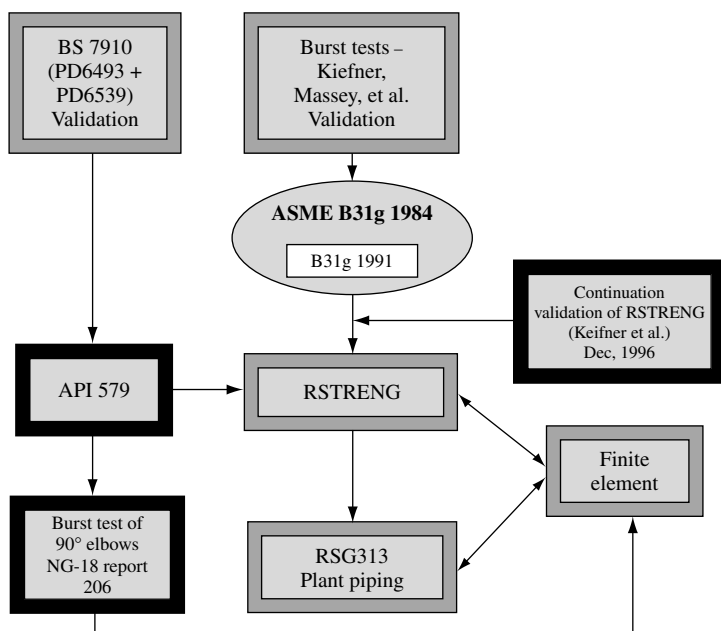 BS 7910
(PD6493 +
PD6539)
Validation
Burst tests –
Kiefner,
Massey, et al.
Validation
ASME B31g 1984
B31g 1991
Continuation
validation of RSTRENG
(Keifner et al.)
Dec, 1996
API 579
RSTRENG
Finite
element
Burst test of
90° elbows
NG-18 report
206
RSG313
Plant piping